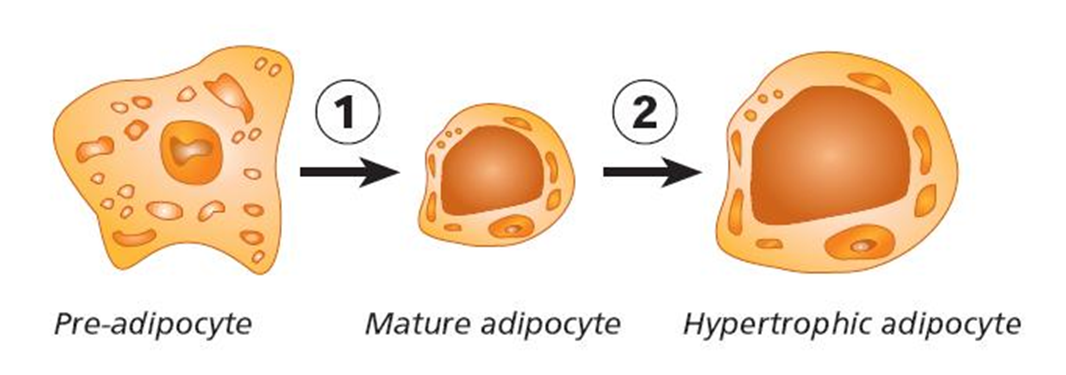 1
2
Pre-adipocyte
Mature adipocyte
Hypertrophic adipocyte